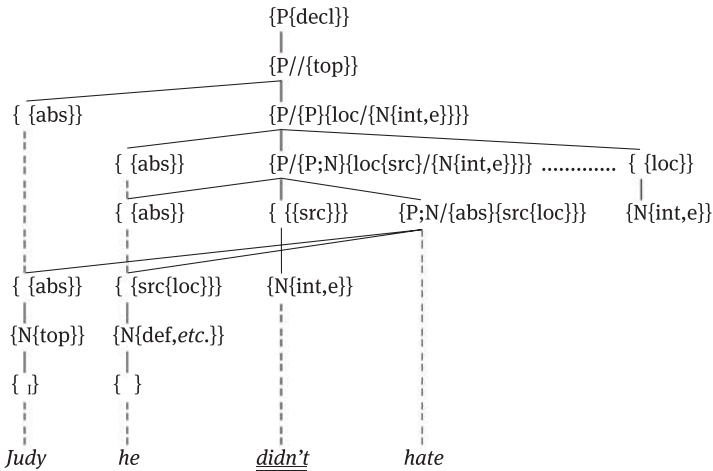 {P{decl}}
{P//{top}}
{ {abs}} {P/{P}{loc/{N{int,e}}}}
{ {abs}} {P/{P;N}{loc{src}/{N{int,e}}}} ............. { {loc}}
{ {abs}} { {{src}}} {P;N/{abs}{src{loc}}} {N{int,e}}
{ {abs}} { {src{loc}}} {N{int,e}}
{N{top}} {N{def,etc.}}
{ I} { }
Judy he didn’t hate